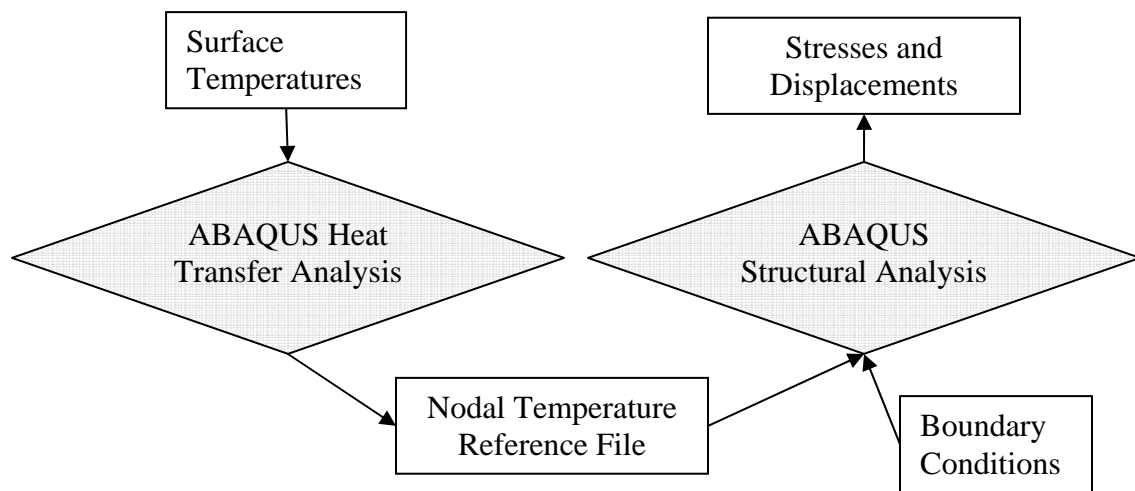 Surface
Temperatures
Stresses and
Displacements
ABAQUS Heat
Transfer Analysis
ABAQUS
Structural Analysis
Nodal Temperature
Reference File
Boundary
Conditions